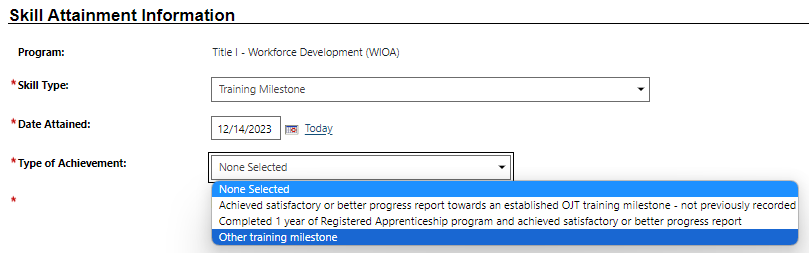 Skill Attainment Information
Program: Title I - Workforce Development (WIOA)
*Skill Type: Training Milestone
*Date Attained: 12/14/2023 Today
*Type of Achievement: None Selected
None Selected
Achieved satisfactory or better progress report towards an established OJT training milestone - not previously recorded
*
Completed 1 year of Registered Apprenticeship program and achieved satisfactory or better progress report
Other training milestone